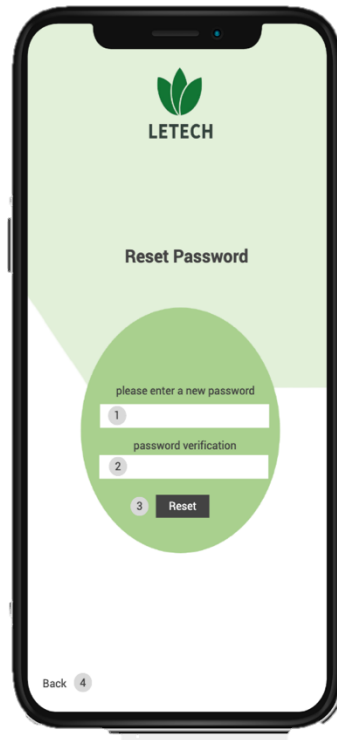 LETECH
Reset Password
please enter a new password
1
password verification
2
3 Reset
Back 4